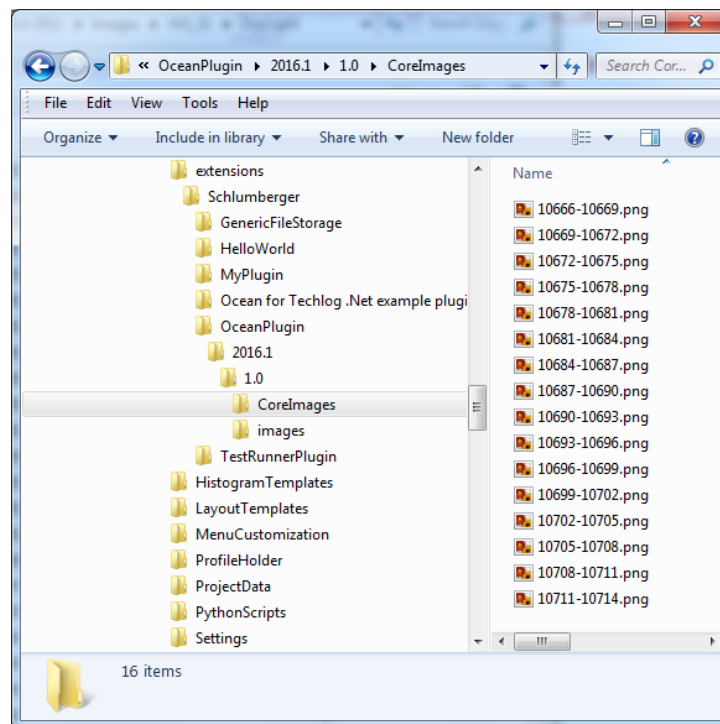 « OceanPlugin 2016.1 1.0 CoreImages Search Cor...
File Edit View Tools Help
Organize Include in library Share with New folder
extensions
Schlumberger
GenericFileStorage
HelloWorld
MyPlugin
Ocean for Techlog .Net example plugi
OceanPlugin
2016.1
1.0
CoreImages
images
TestRunnerPlugin
HistogramTemplates
LayoutTemplates
MenuCustomization
ProfileHolder
ProjectData
PythonScripts
Settings
Name
10666-10669.png
10669-10672.png
10672-10675.png
10675-10678.png
10678-10681.png
10681-10684.png
10684-10687.png
10687-10690.png
10690-10693.png
10693-10696.png
10696-10699.png
10699-10702.png
10702-10705.png
10705-10708.png
10708-10711.png
10711-10714.png
16 items